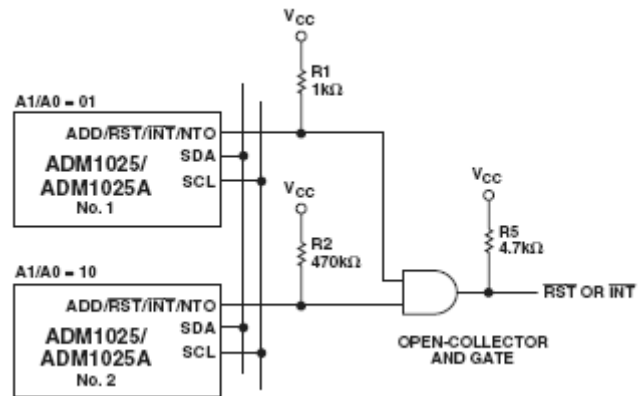 VCC
R1
1kΩ
A1/A0 = 01
ADD/RST/INT/NTO
SDA
SCL
ADM1025/
ADM1025A
No. 1
VCC
R2
470kΩ
VCC
R5
4.7kΩ
A1/A0 = 10
ADD/RST/INT/NTO
SDA
SCL
ADM1025/
ADM1025A
No. 2
RST OR INT
OPEN-COLLECTOR
AND GATE